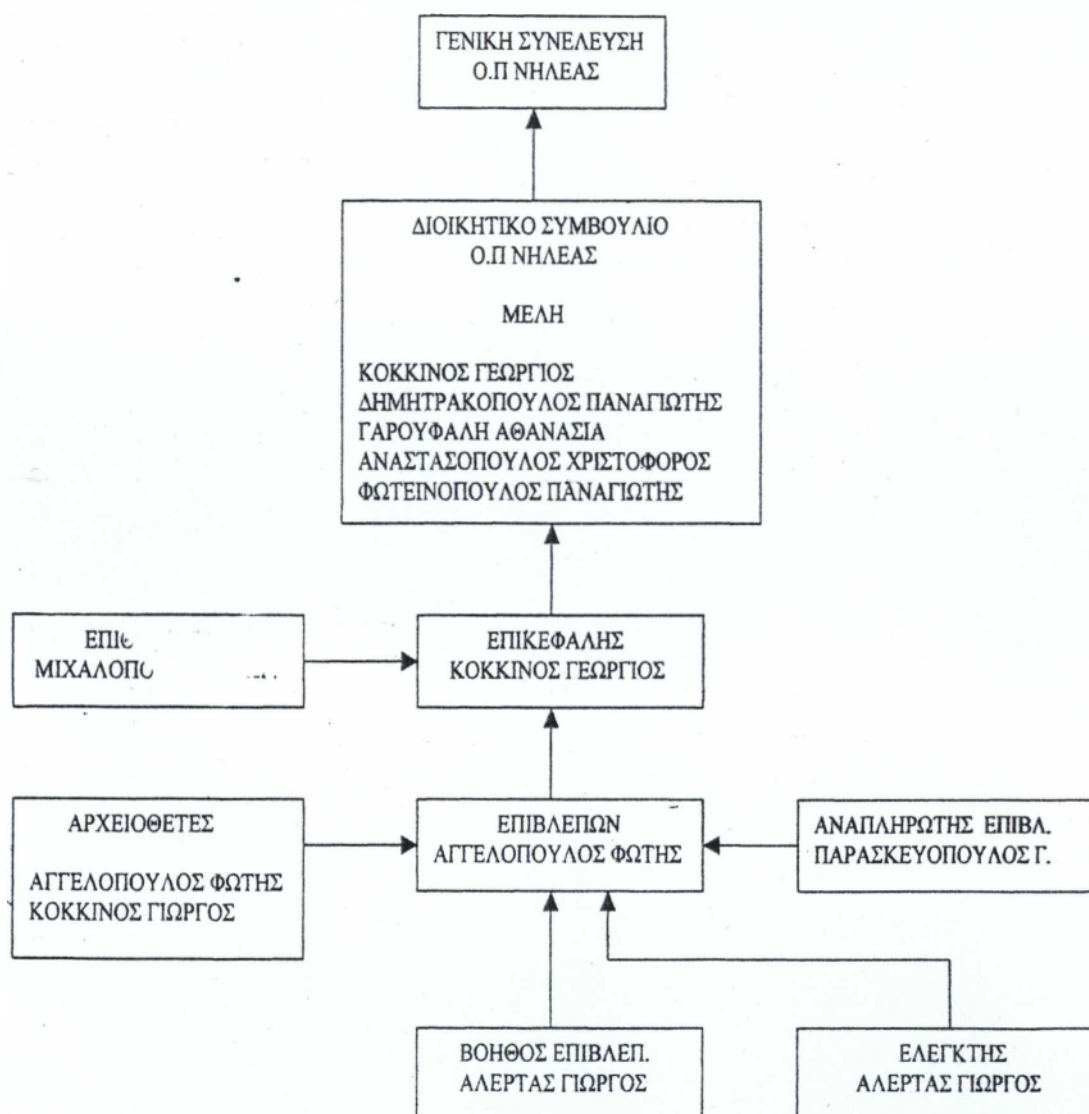 ΓΕΝΙΚΗ ΣΥΝΕΛΕΥΣΗ
Ο.Π ΝΗΛΕΑΣ
ΔΙΟΙΚΗΤΙΚΟ ΣΥΜΒΟΥΛΙΟ
Ο.Π ΝΗΛΕΑΣ
ΜΕΛΗ
ΚΟΚΚΙΝΟΣ ΓΕΩΡΓΙΟΣ
ΔΗΜΗΤΡΑΚΟΠΟΥΛΟΣ ΠΑΝΑΓΙΩΤΗΣ
ΓΑΡΟΥΦΑΛΗ ΑΘΑΝΑΣΙΑ
ΑΝΑΣΤΑΣΟΠΟΥΛΟΣ ΧΡΙΣΤΟΦΟΡΟΣ
ΦΩΤΕΙΝΟΠΟΥΛΟΣ ΠΑΝΑΓΙΩΤΗΣ
ΕΠΙΚΕΦΑΛΗΣ
ΚΟΚΚΙΝΟΣ ΓΕΩΡΓΙΟΣ
ΑΡΧΕΙΟΘΕΤΕΣ
ΑΓΓΕΛΟΠΟΥΛΟΣ ΦΩΤΗΣ
ΚΟΚΚΙΝΟΣ ΓΙΩΡΓΟΣ
ΕΠΙΒΛΕΠΩΝ
ΑΓΓΕΛΟΠΟΥΛΟΣ ΦΩΤΗΣ
ΑΝΑΠΛΗΡΩΤΗΣ ΕΠΙΒΛ.
ΠΑΡΑΣΚΕΥΟΠΟΥΛΟΣ Γ.
ΒΟΗΘΟΣ ΕΠΙΒΛΕΠ.
ΑΛΕΡΤΑΣ ΓΙΩΡΓΟΣ
ΕΛΕΓΚΤΗΣ
ΑΛΕΡΤΑΣ ΓΙΩΡΓΟΣ